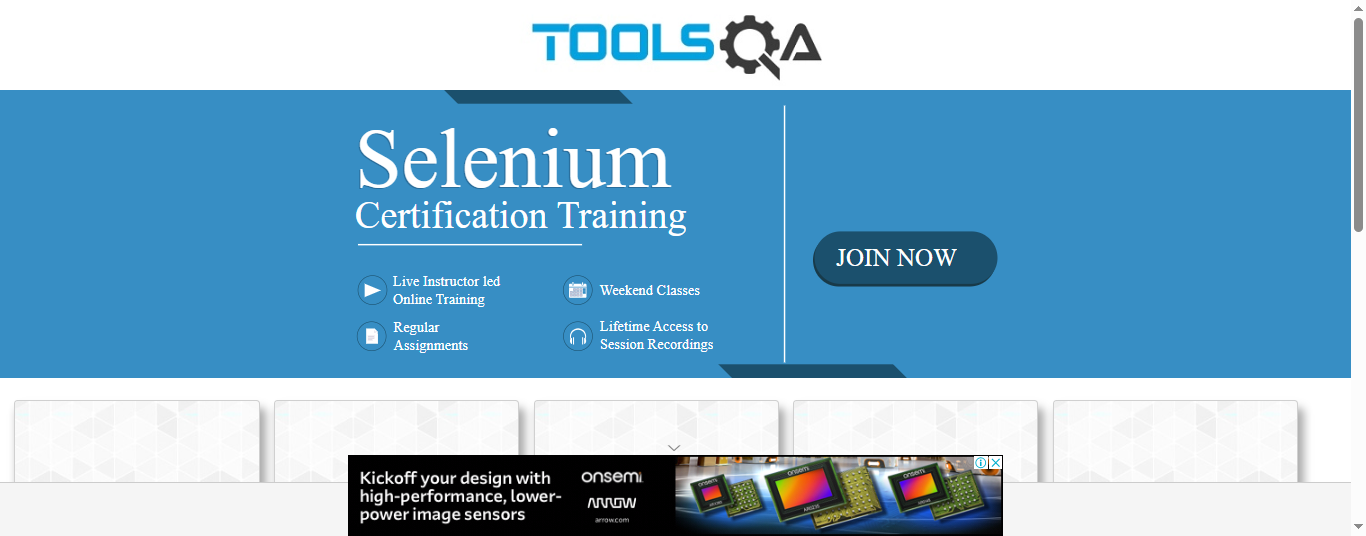 TOOLSQA
Selenium
Certification Training
Live Instructor led
Online Training
Weekend Classes
Regular
Assignments
Lifetime Access to
Session Recordings
JOIN NOW
Kickoff your design with
high-performance, lower-
power image sensors
onsemi
ARROW
arrow.com
onsemi